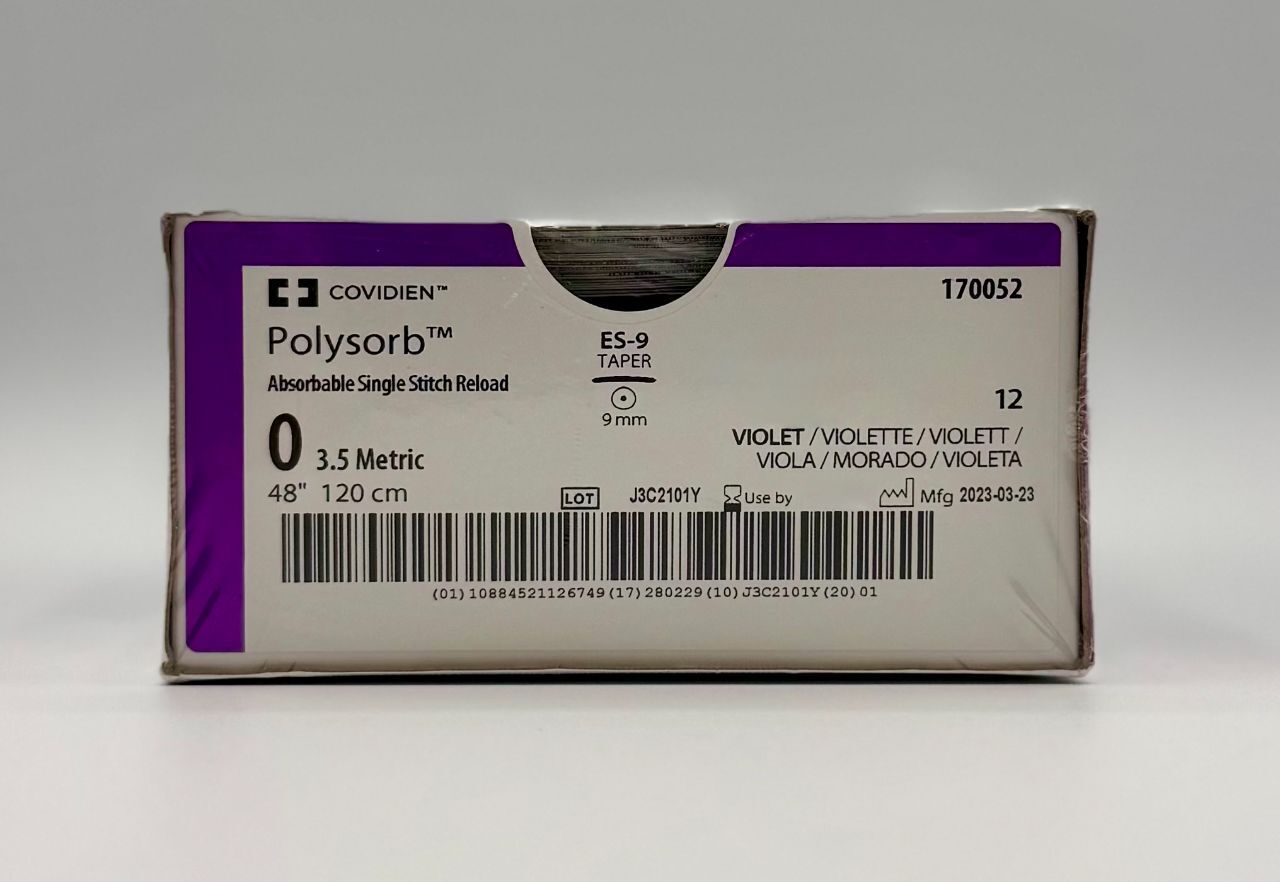 COVIDIEN™
170052
Polysorb™
ES-9
TAPER
Absorbable Single Stitch Reload
9 mm
12
0 3.5 Metric
VIOLET / VIOLETTE / VIOLETT /
VIOLA / MORADO / VIOLETA
48" 120 cm
LOT J3C2101Y Use by Mfg 2023-03-23
(01)10884521126749(17)280229(10)J3C2101Y(20)01